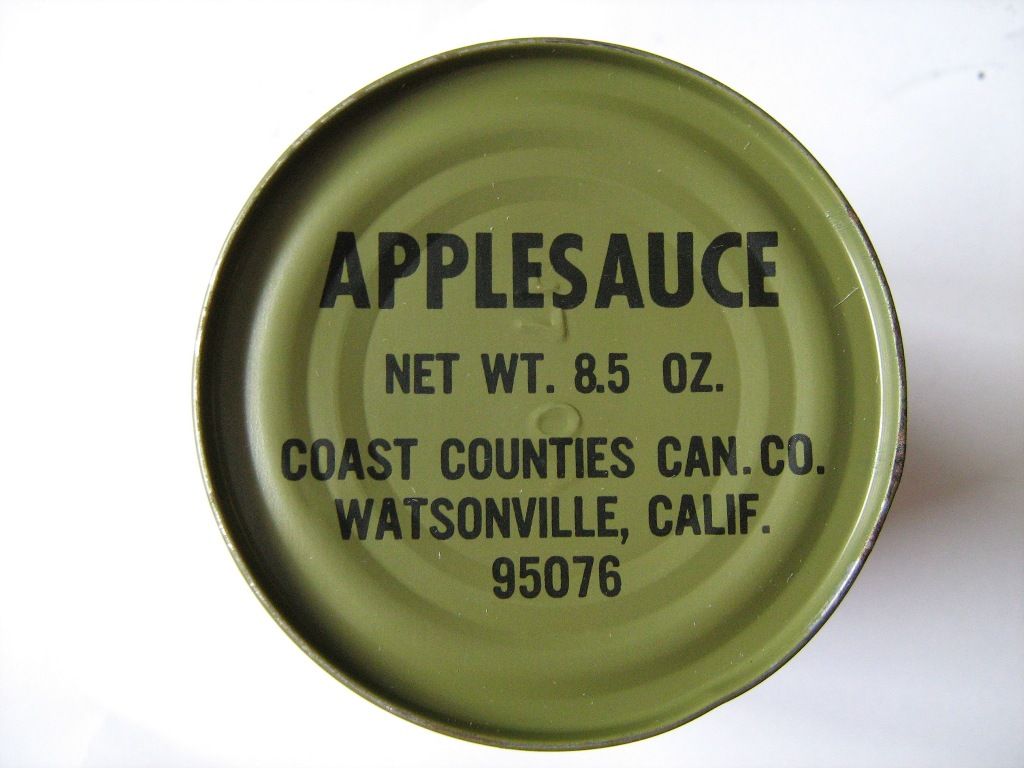 APPLESAUCE
NET WT. 8.5 OZ.
COAST COUNTIES CAN. CO.
WATSONVILLE, CALIF.
95076